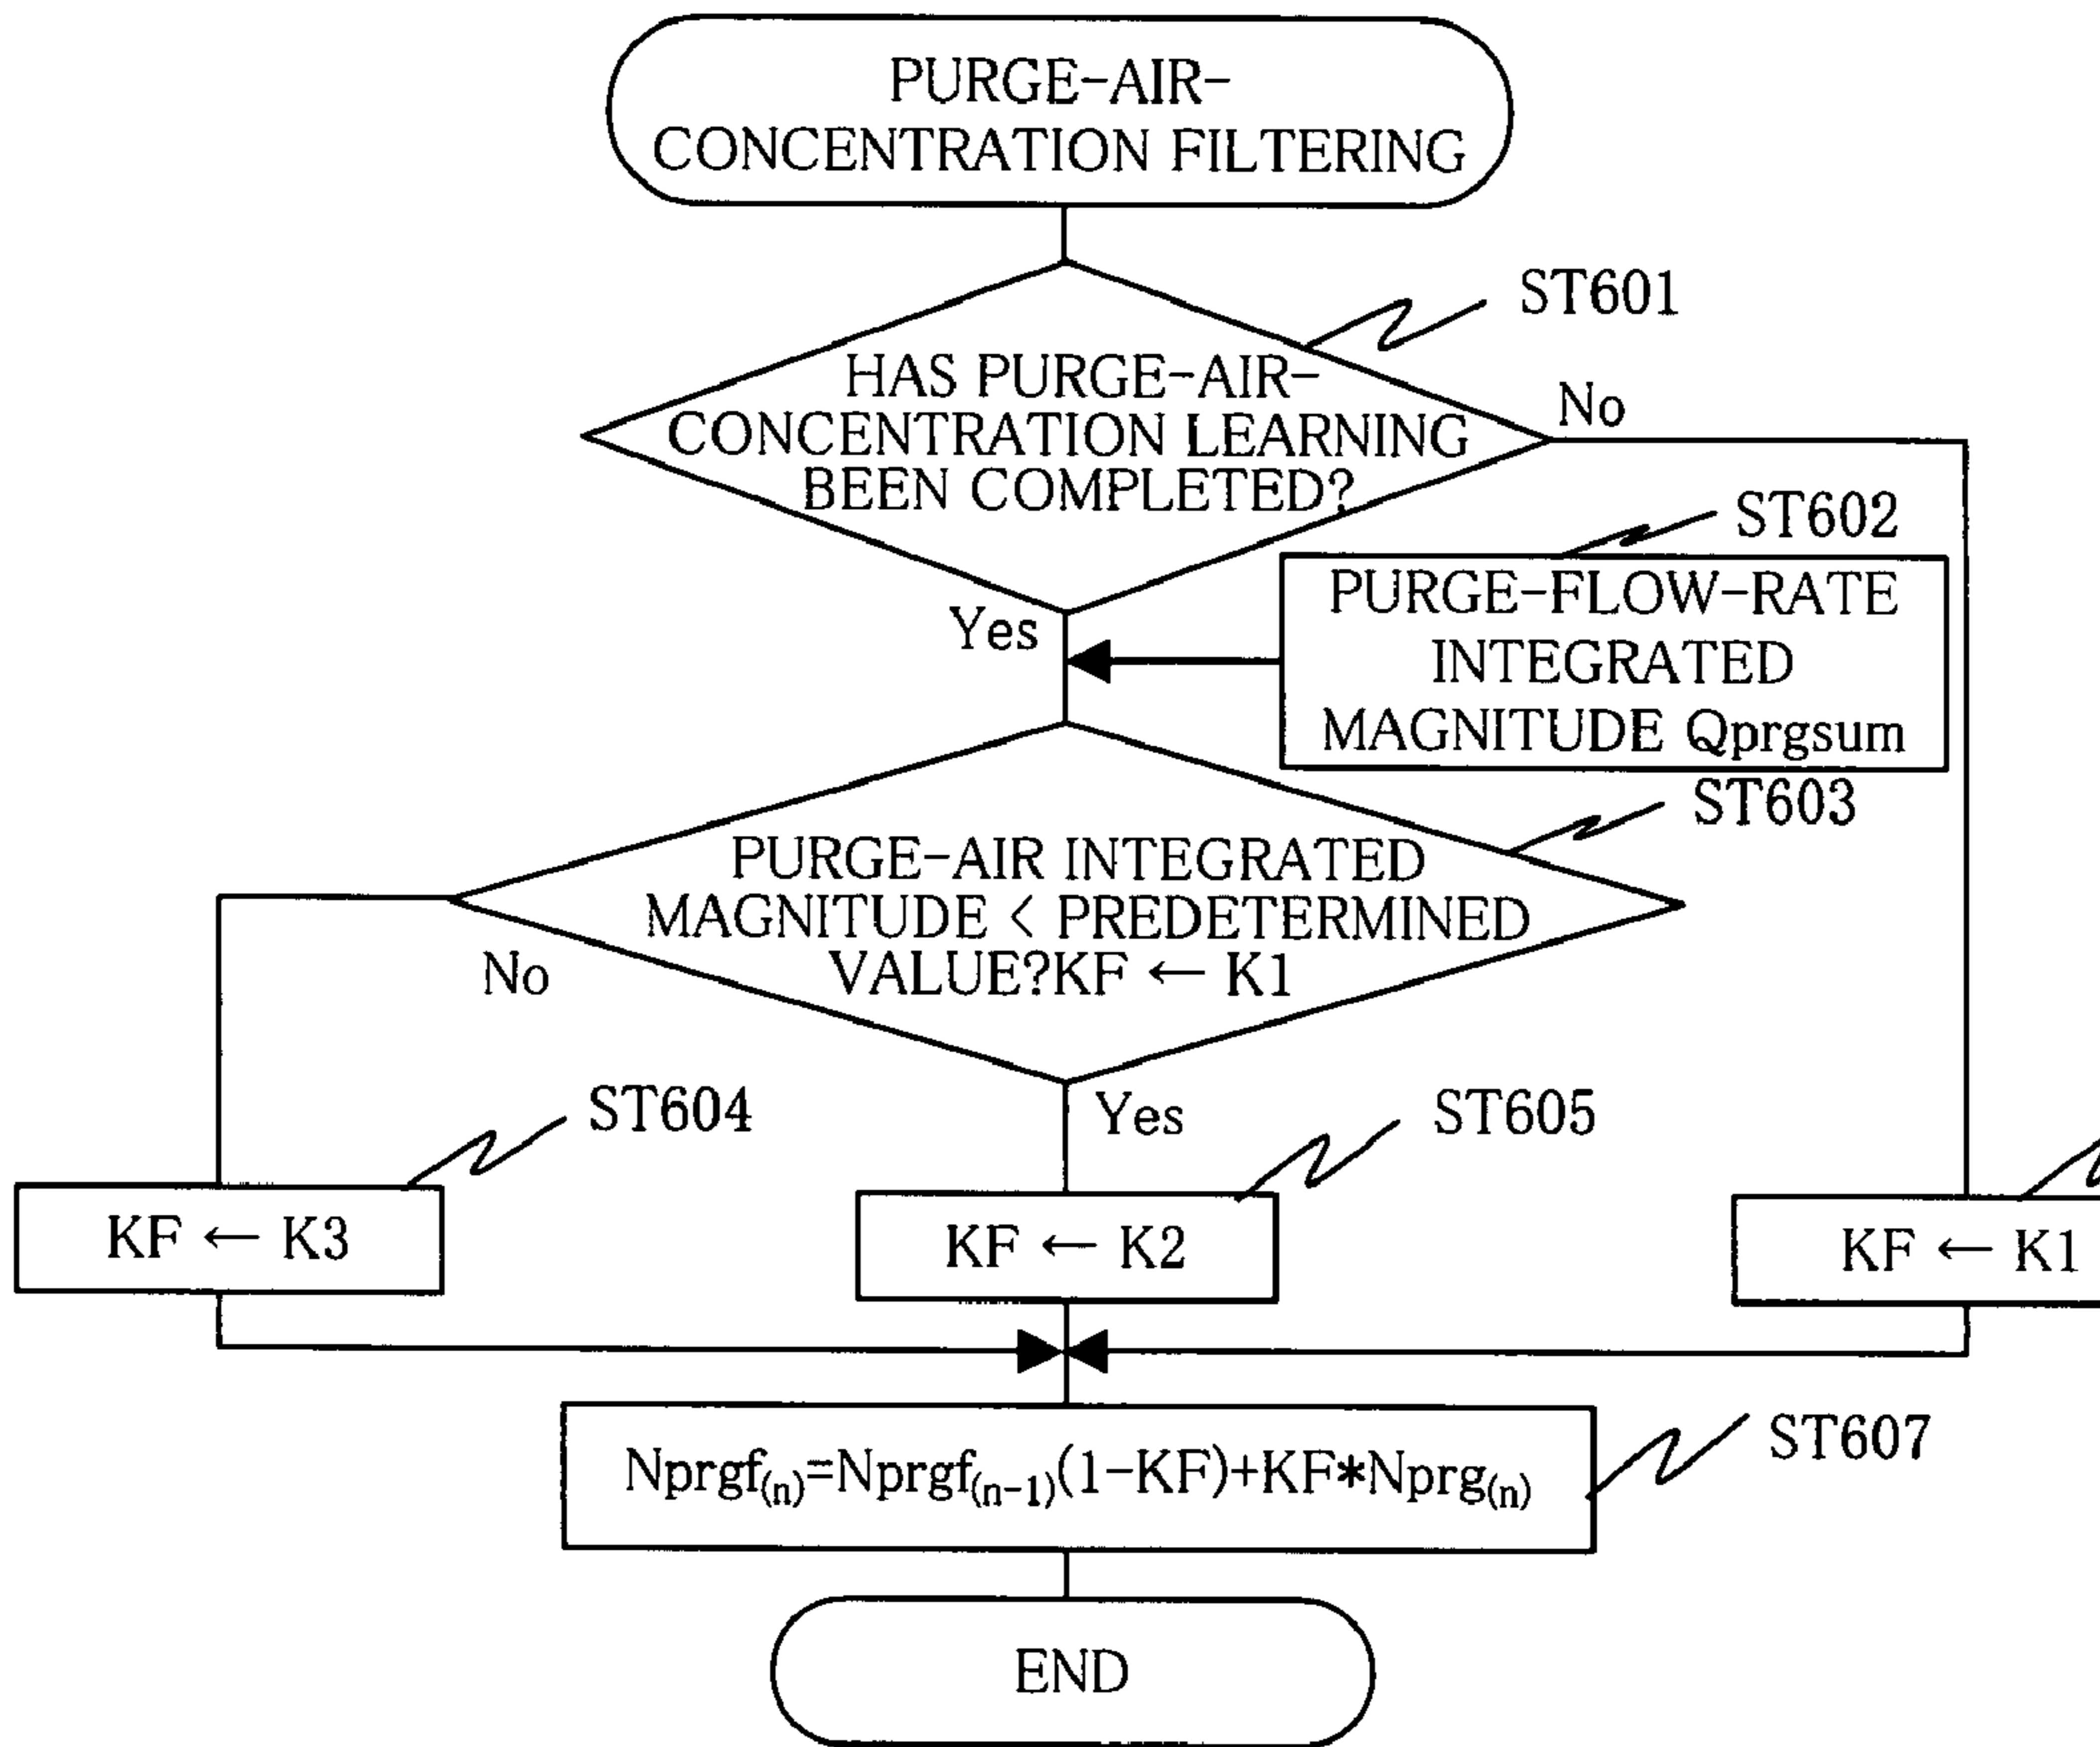 PURGE-AIR-
CONCENTRATION FILTERING
ST601
HAS PURGE-AIR-
CONCENTRATION LEARNING
BEEN COMPLETED?
No
ST602
PURGE-FLOW-RATE
INTEGRATED
MAGNITUDE Qprgsum
Yes
ST603
PURGE-AIR INTEGRATED
MAGNITUDE < PREDETERMINED
VALUE?KF ← K1
No
Yes
ST604
ST605
KF ← K3
KF ← K2
KF ← K1
Nprgf(n)=Nprgf(n-1)(1-KF)+KF*Nprg(n)
ST607
END